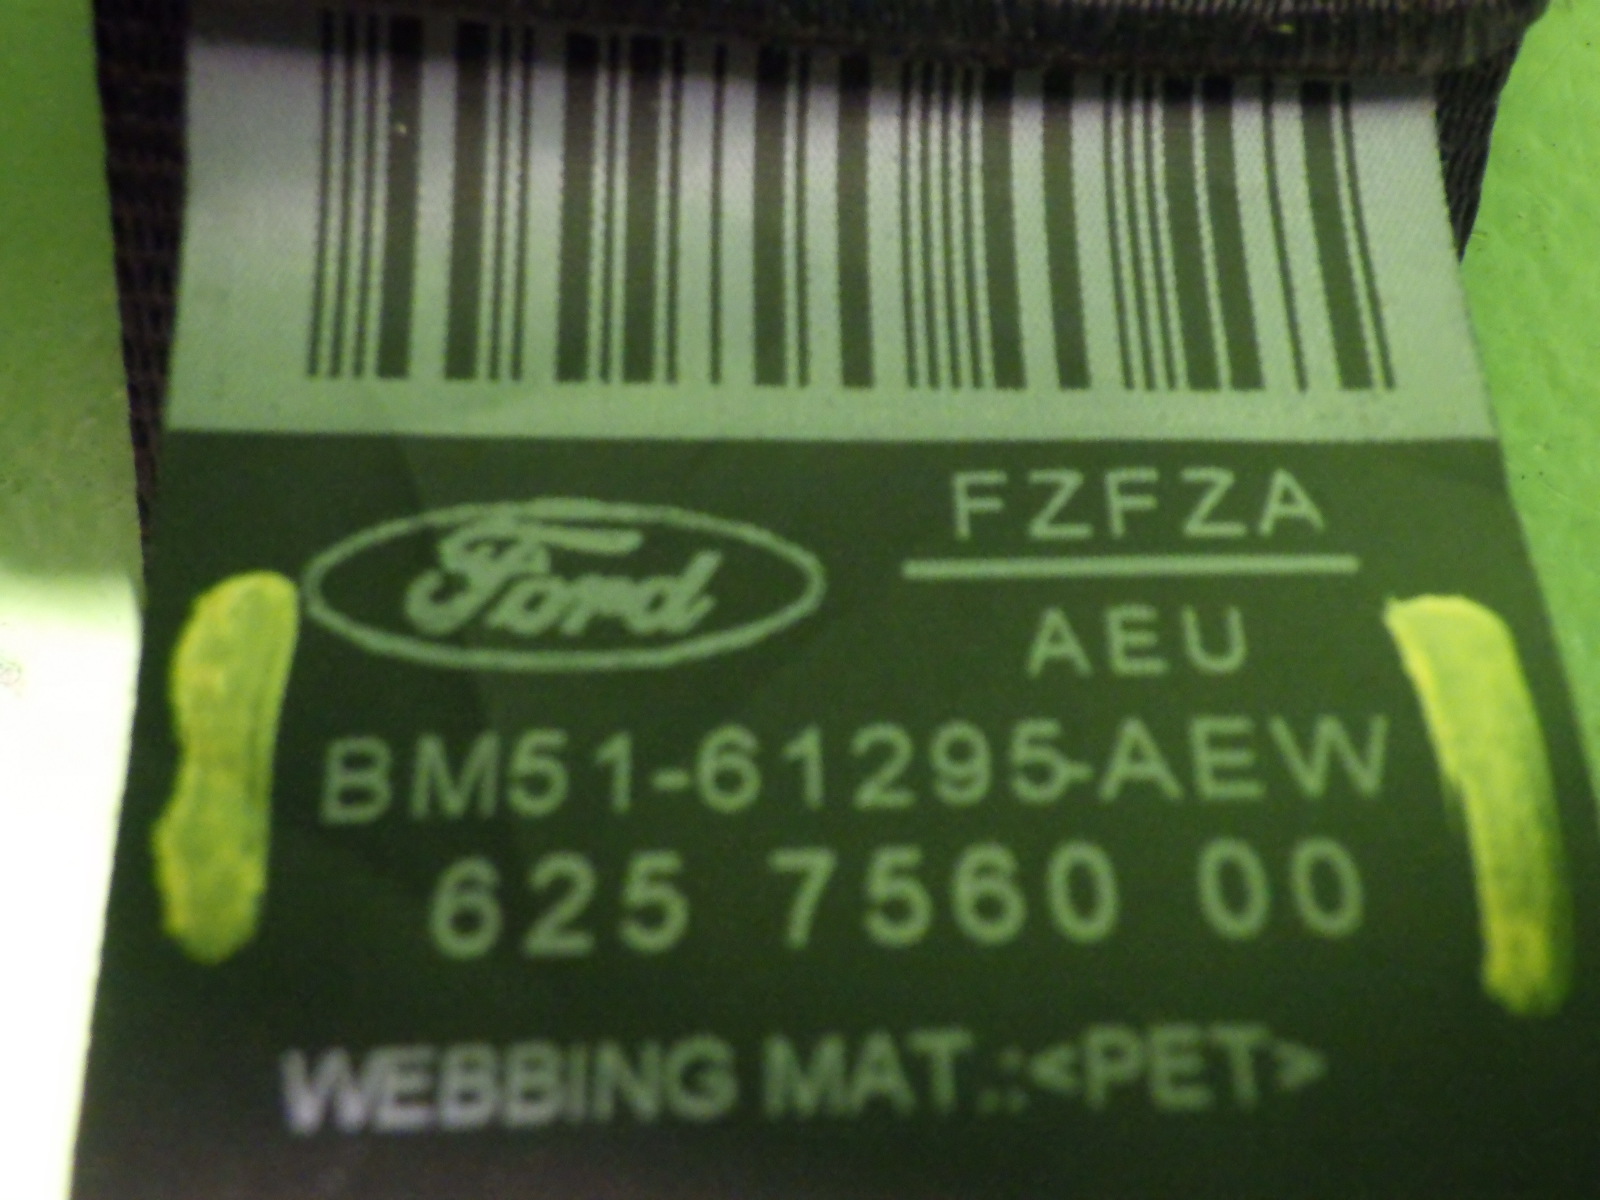 FZFZA
Ford
AEU
BM51-61295-AEW
625 7560 00
WEBBING MAT.:<PET>